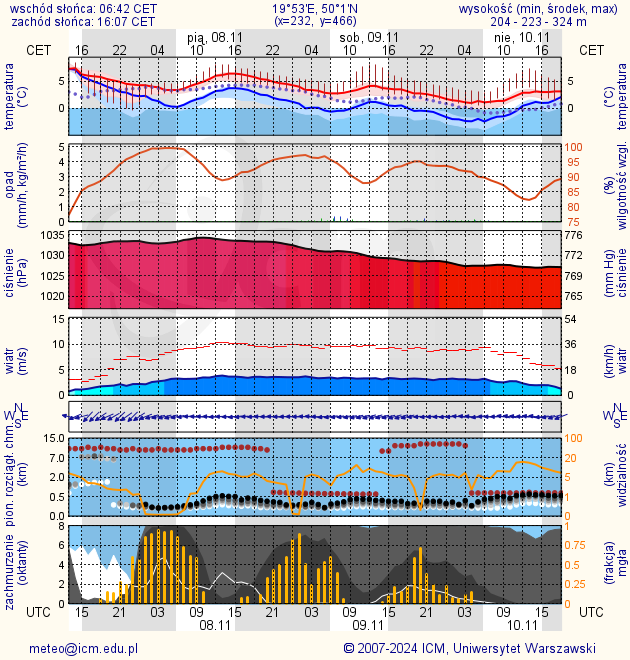 wschód słońca: 06:42 CET 19°53'E, 50°1'N wysokość (min, środek, max)
zachód słońca: 16:07 CET (x=232, y=466) 204 - 223 - 324 m
pią, 08.11 sob, 09.11 nie, 10.11
CET 16 22 04 10 16 22 04 10 16 22 04 10 16 CET
temperatura (°C) 5 0 5 0 (°C) temperatura
opad (mm/h, kg/m²/h) 5 4 3 2 1 0 100 95 90 85 80 75 (%) wilgotność wzgl.
ciśnienie (hPa) 1035 1030 1025 1020 776 772 769 765 (mm Hg) ciśnienie
wiatr (m/s) 15 10 5 0 54 36 18 0 (km/h) wiatr
N W E S N W E S
pion. rozciągł. chm. (km) 15.0 7.0 2.0 0.5 0.0 100 20 5 1 0 (km) widzialność
zachmurzenie (oktanty) 8 6 4 2 0 1 0.75 0.5 0.25 0 (frakcja) mgła
UTC 15 21 03 09 15 21 03 09 15 21 03 09 15 UTC
08.11 09.11 10.11
meteo@icm.edu.pl © 2007-2024 ICM, Uniwersytet Warszawski